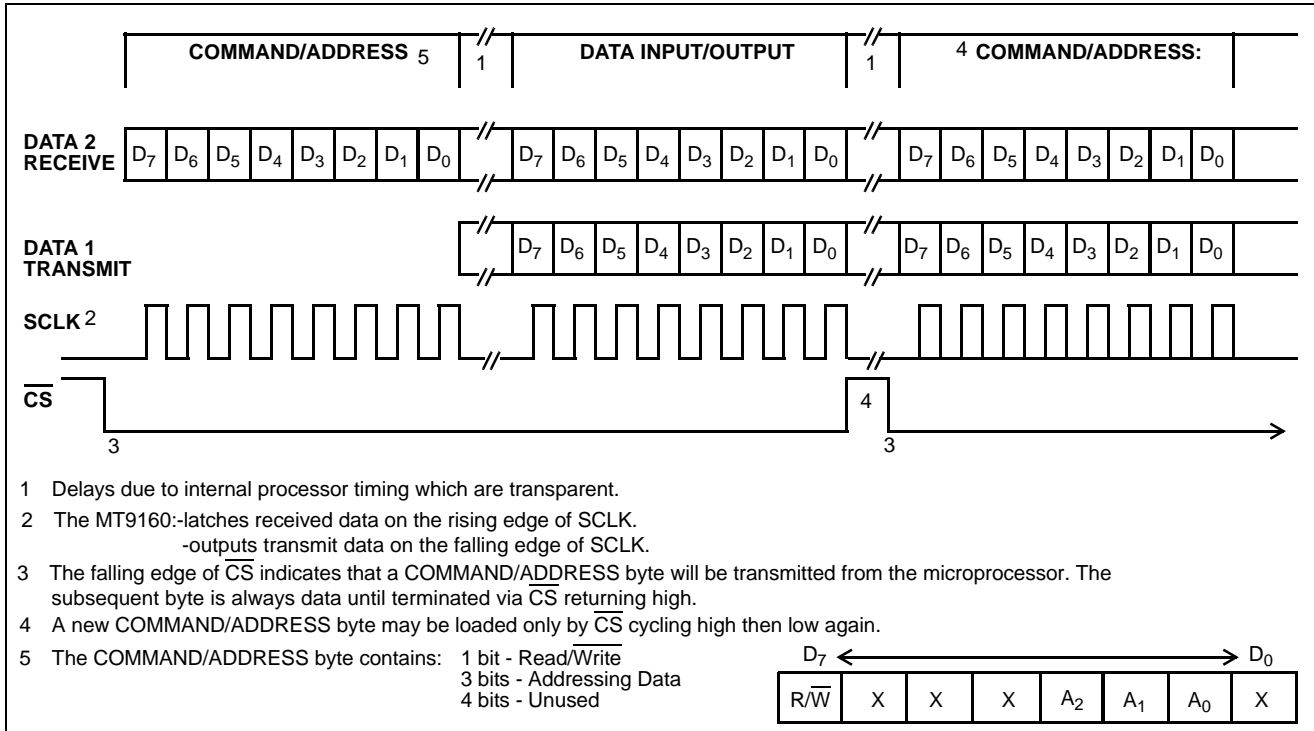 COMMAND/ADDRESS 5 1 DATA INPUT/OUTPUT 1 4 COMMAND/ADDRESS:
DATA 2
RECEIVE D7 D6 D5 D4 D3 D2 D1 D0 D7 D6 D5 D4 D3 D2 D1 D0 D7 D6 D5 D4 D3 D2 D1 D0
DATA 1
TRANSMIT D7 D6 D5 D4 D3 D2 D1 D0 D7 D6 D5 D4 D3 D2 D1 D0
SCLK 2
CS 4
3 3
1 Delays due to internal processor timing which are transparent.
2 The MT9160:-latches received data on the rising edge of SCLK.
-outputs transmit data on the falling edge of SCLK.
3 The falling edge of CS indicates that a COMMAND/ADDRESS byte will be transmitted from the microprocessor. The
subsequent byte is always data until terminated via CS returning high.
4 A new COMMAND/ADDRESS byte may be loaded only by CS cycling high then low again.
5 The COMMAND/ADDRESS byte contains: 1 bit - Read/Write
3 bits - Addressing Data
4 bits - Unused
D7 D0
R/W X X X A2 A1 A0 X